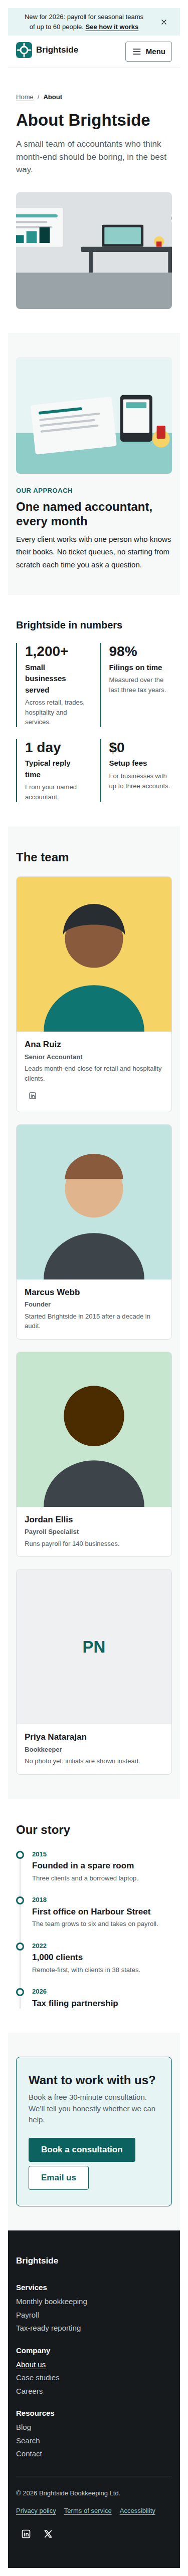 New for 2026: payroll for seasonal teams
of up to 60 people. See how it works
Brightside
Menu
Home / About
About Brightside
A small team of accountants who think
month-end should be boring, in the best
way.
OUR APPROACH
One named accountant,
every month
Every client works with one person who knows
their books. No ticket queues, no starting from
scratch each time you ask a question.
Brightside in numbers
1,200+
Small
businesses
served
Across retail, trades,
hospitality and
services.
98%
Filings on time
Measured over the
last three tax years.
1 day
Typical reply
time
From your named
accountant.
$0
Setup fees
For businesses with
up to three accounts.
The team
Ana Ruiz
Senior Accountant
Leads month-end close for retail and hospitality
clients.
Marcus Webb
Founder
Started Brightside in 2015 after a decade in
audit.
Jordan Ellis
Payroll Specialist
Runs payroll for 140 businesses.
PN
Priya Natarajan
Bookkeeper
No photo yet: initials are shown instead.
Our story
2015
Founded in a spare room
Three clients and a borrowed laptop.
2018
First office on Harbour Street
The team grows to six and takes on payroll.
2022
1,000 clients
Remote-first, with clients in 38 states.
2026
Tax filing partnership
Want to work with us?
Book a free 30-minute consultation.
We'll tell you honestly whether we can
help.
Book a consultation
Email us
Brightside
Services
Monthly bookkeeping
Payroll
Tax-ready reporting
Company
About us
Case studies
Careers
Resources
Blog
Search
Contact
© 2026 Brightside Bookkeeping Ltd.
Privacy policy Terms of service Accessibility